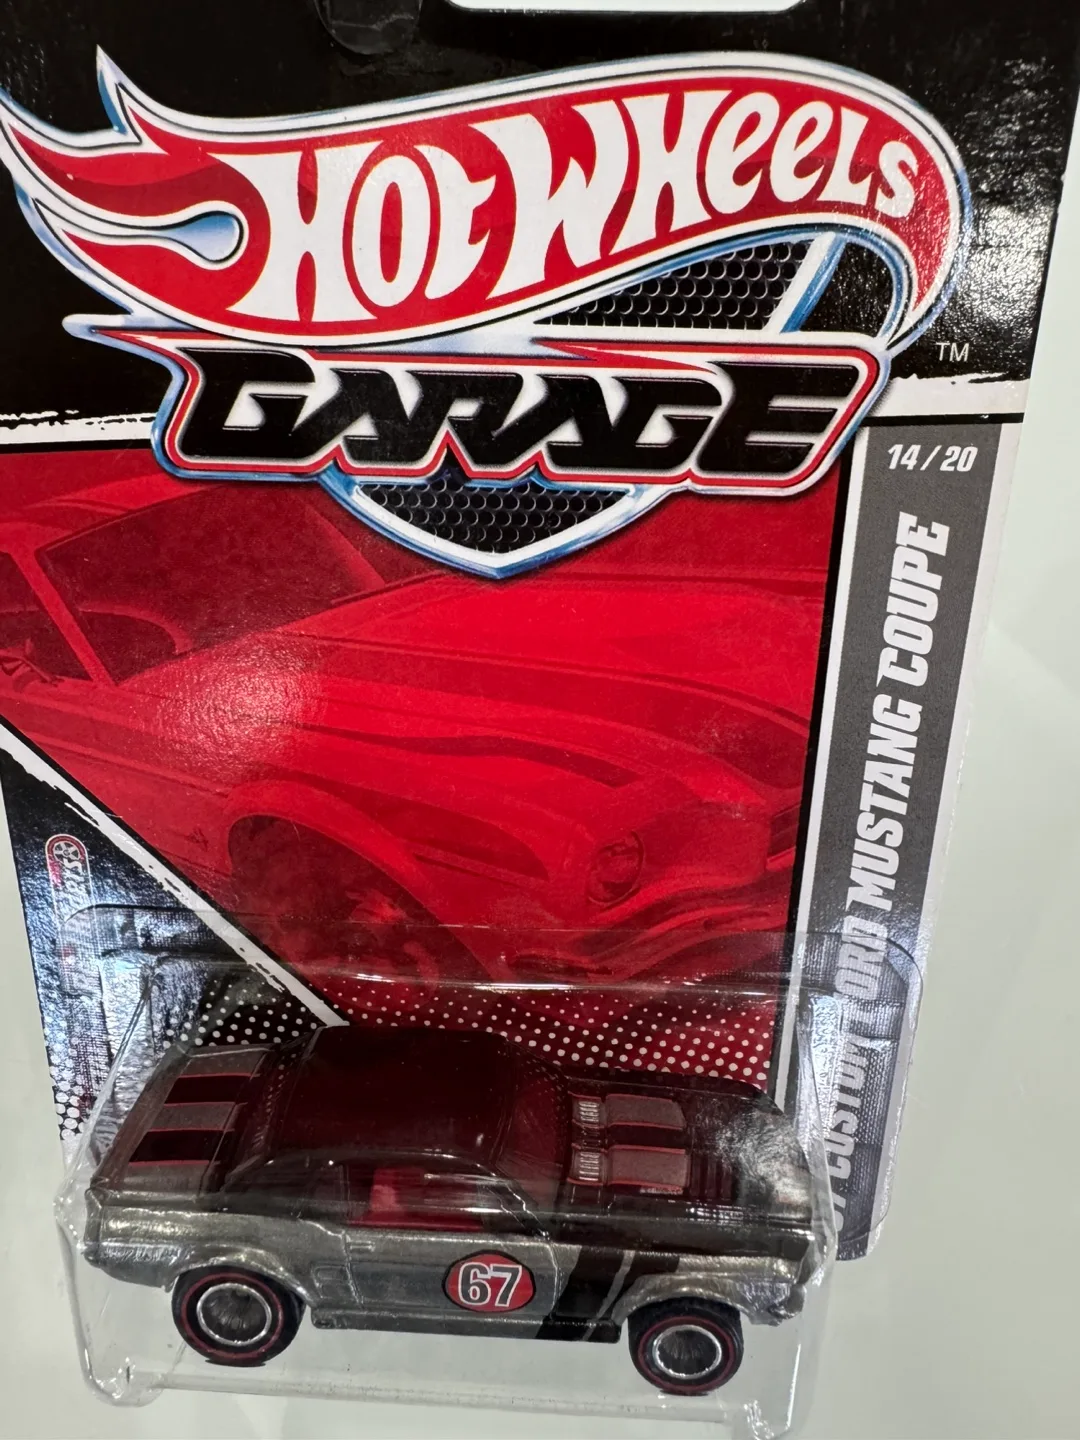 HOT WHEELS
GARAGE
TM
14/20
CUSTOM FORD MUSTANG COUPE
67